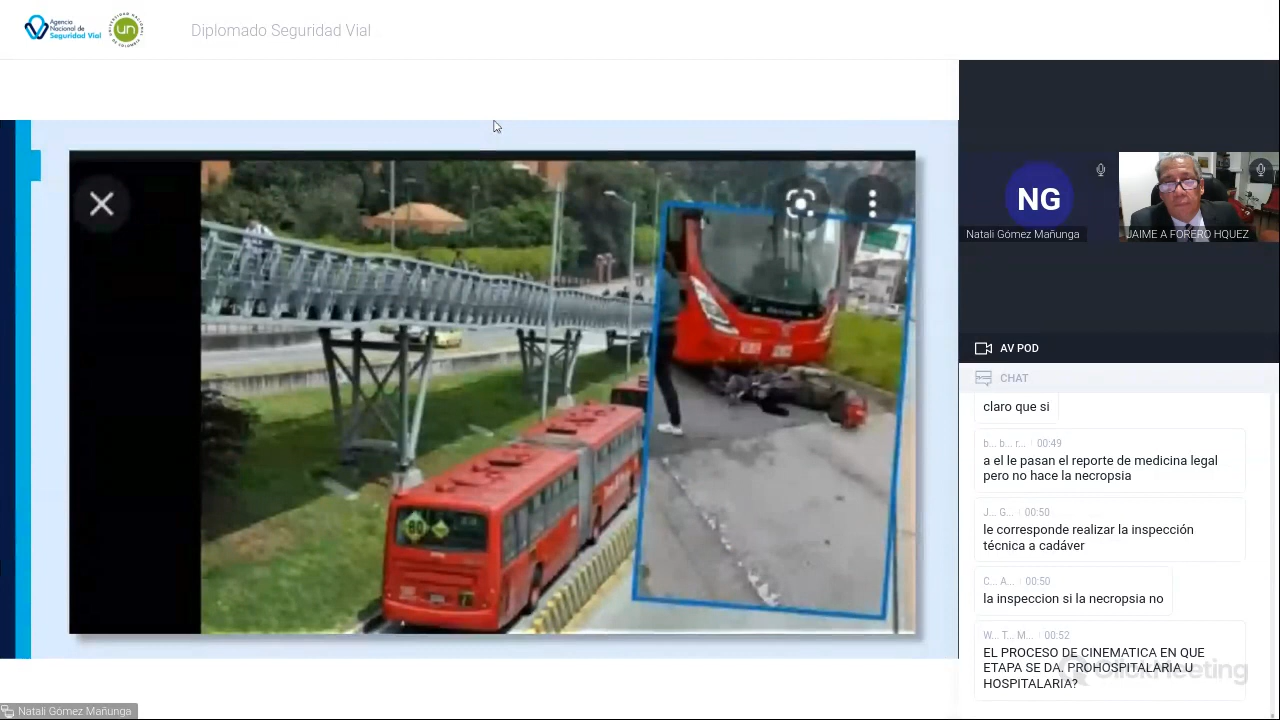 Agencia
Nacional de
Seguridad Vial
un
Diplomado Seguridad Vial
80
NG
Natali Gómez Mañunga
JAIME A FORERO HQUEZ
AV POD
CHAT
claro que si
b... b... r... 00:49
a el le pasan el reporte de medicina legal
pero no hace la necropsia
J... G... 00:50
le corresponde realizar la inspección
técnica a cadáver
C... A... 00:50
la inspeccion si la necropsia no
W... T... M... 00:52
EL PROCESO DE CINEMATICA EN QUE
ETAPA SE DA. PROHOSPITALARIA U
HOSPITALARIA?
ClickMeeting
Natali Gómez Mañunga